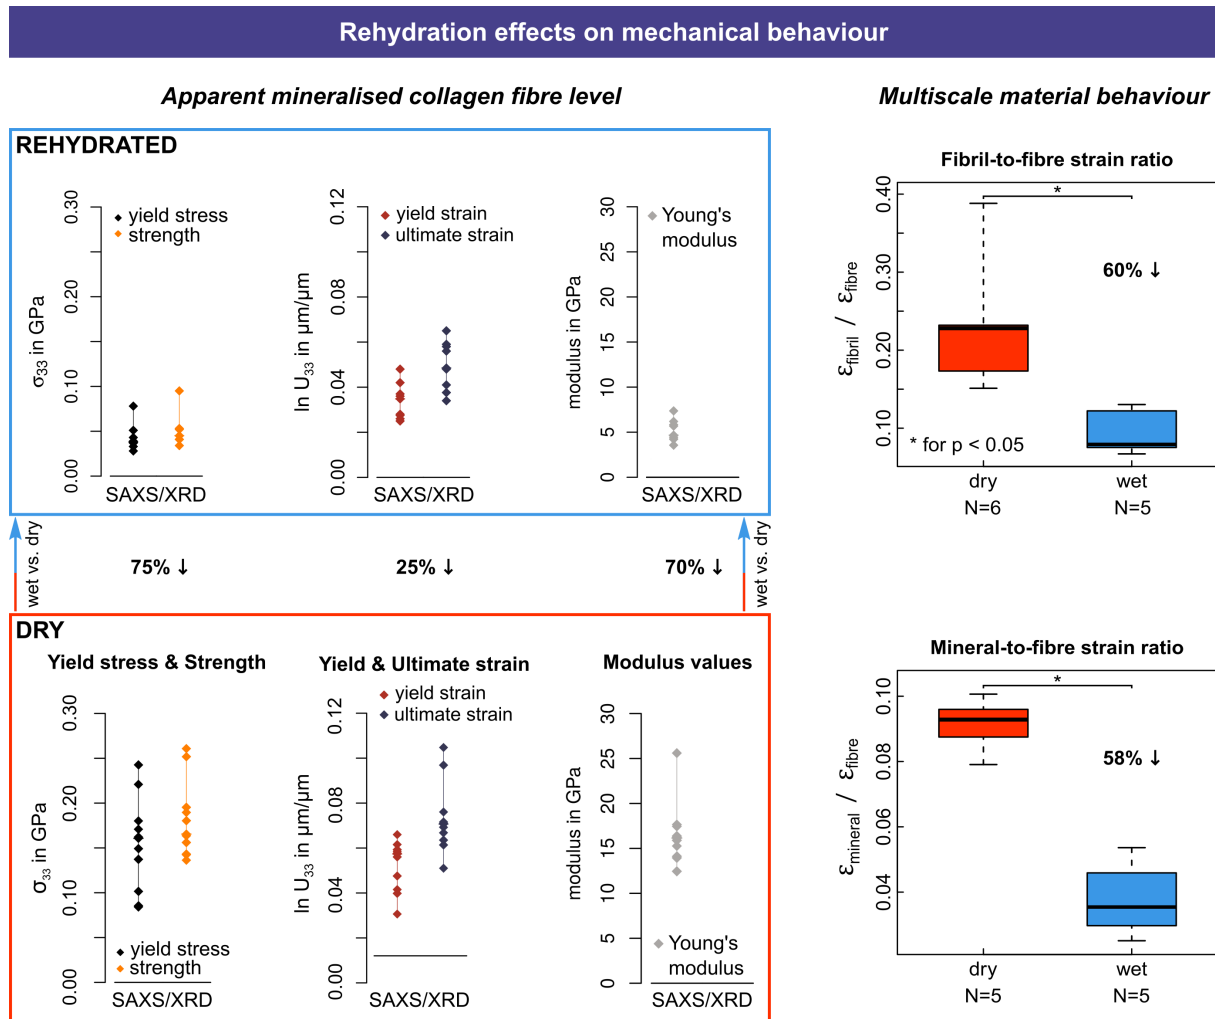 Rehydration effects on mechanical behaviour
Apparent mineralised collagen fibre level
Multiscale material behaviour
REHYDRATED
σ33 in GPa
0.30
0.20
0.10
0.00
yield stress
strength
SAXS/XRD
ln U33 in µm/µm
0.12
0.08
0.04
0.00
yield strain
ultimate strain
modulus in GPa
30
25
20
15
10
5
0
Young's
modulus
SAXS/XRD
wet vs. dry
75% ↓
25% ↓
70% ↓
wet vs. dry
DRY
Yield stress & Strength
σ33 in GPa
0.30
0.20
0.10
0.00
yield stress
strength
SAXS/XRD
Yield & Ultimate strain
yield strain
ultimate strain
ln U33 in µm/µm
0.12
0.08
0.04
0.00
Modulus values
modulus in GPa
30
25
20
15
10
5
0
Young's
modulus
SAXS/XRD
Fibril-to-fibre strain ratio
εfibril / εfibre
0.40
0.30
0.20
0.10
*
60% ↓
* for p < 0.05
dry
wet
N=6
N=5
Mineral-to-fibre strain ratio
εmineral / εfibre
0.10
0.08
0.06
0.04
*
58% ↓
dry
wet
N=5
N=5